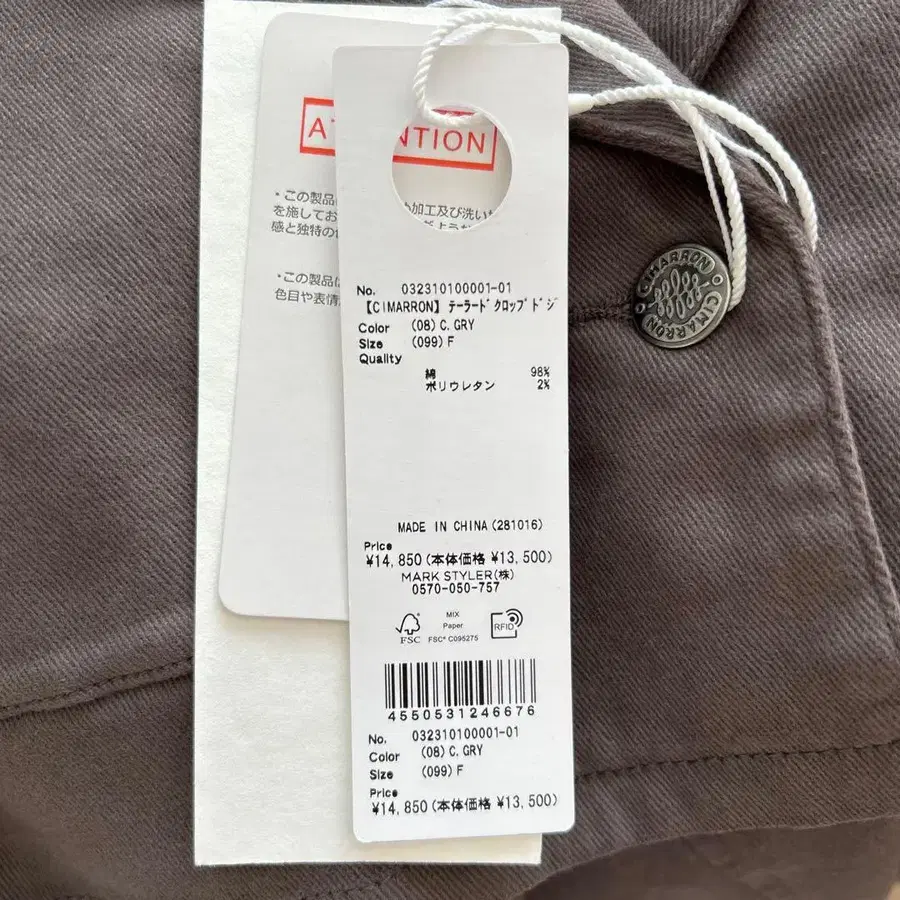 ATTENTION
・この製品は
を施してお
感と独特の
・この製品は
色目や表情
加工及び洗い
No. 032310100001-01
【CIMARRON】テーラードクロップドジ
Color (08) C. GRY
Size (099) F
Quality
綿 98%
ポリウレタン 2%
MADE IN CHINA (281016)
Price
¥14,850(本体価格 ¥13,500)
MARK STYLER(株)
0570-050-757
FSC
MIX
Paper
FSC® C095275
RFID
4550531246676
No. 032310100001-01
Color (08) C. GRY
Size (099) F
Price
¥14,850(本体価格 ¥13,500)
CIMARRON CIMARRON